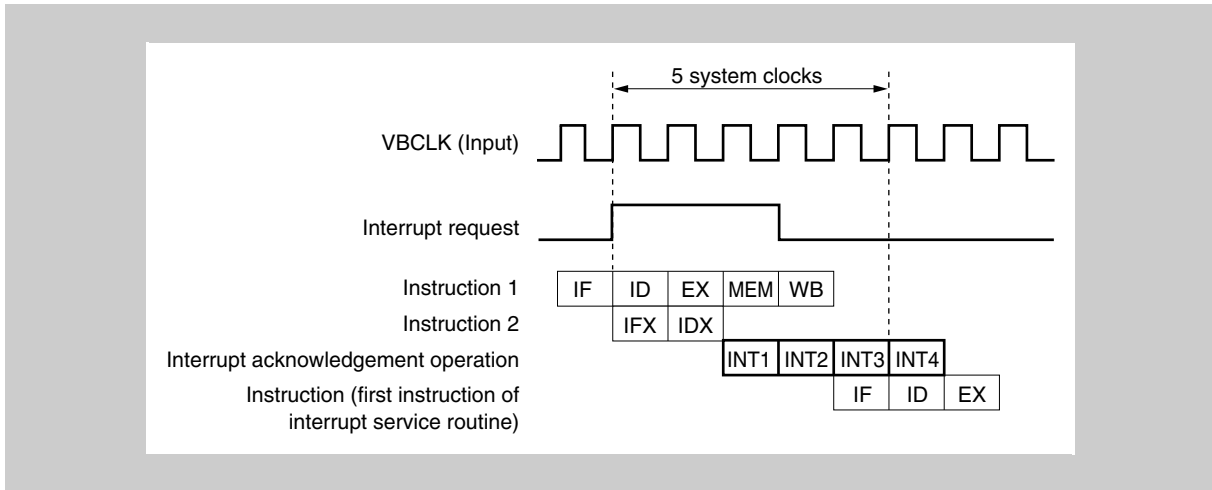 5 system clocks
VBCLK (Input)
Interrupt request
Instruction 1 IF ID EX MEM WB
Instruction 2 IFX IDX
Interrupt acknowledgement operation INT1 INT2 INT3 INT4
Instruction (first instruction of IF ID EX
interrupt service routine)